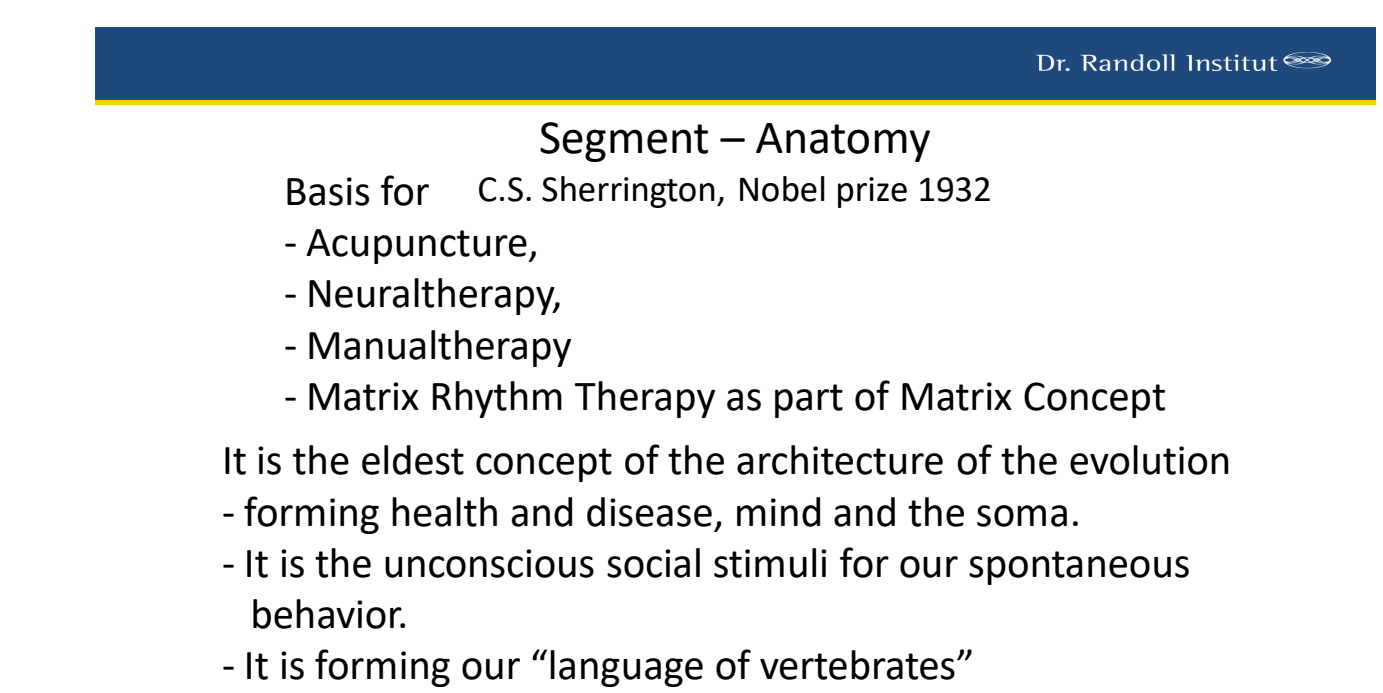 Dr. Randoll Institut
Segment – Anatomy
Basis for C.S. Sherrington, Nobel prize 1932
- Acupuncture,
- Neuraltherapy,
- Manualtherapy
- Matrix Rhythm Therapy as part of Matrix Concept
It is the eldest concept of the architecture of the evolution
- forming health and disease, mind and the soma.
- It is the unconscious social stimuli for our spontaneous
behavior.
- It is forming our “language of vertebrates”